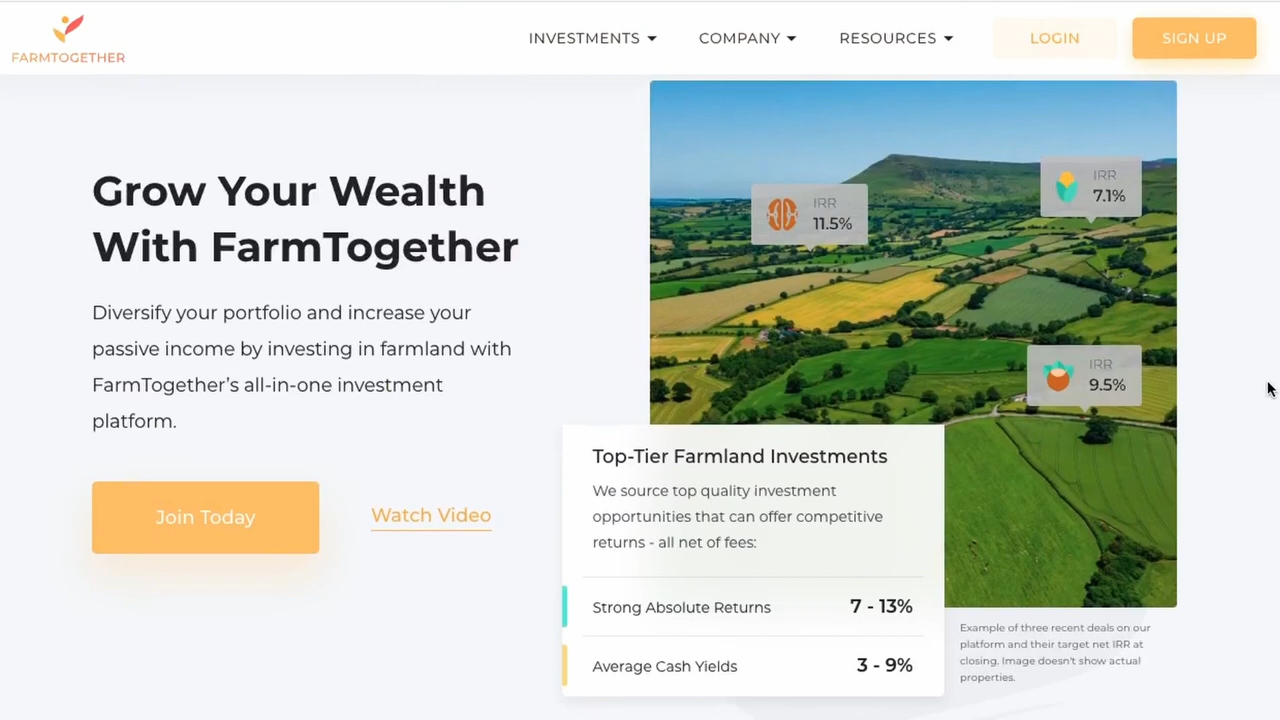 FARMTOGETHER
INVESTMENTS
COMPANY
RESOURCES
LOGIN
SIGN UP
Grow Your Wealth
With FarmTogether
Diversify your portfolio and increase your
passive income by investing in farmland with
FarmTogether's all-in-one investment
platform.
Join Today
Watch Video
IRR
11.5%
IRR
7.1%
IRR
9.5%
Top-Tier Farmland Investments
We source top quality investment
opportunities that can offer competitive
returns - all net of fees:
Strong Absolute Returns 7 - 13%
Average Cash Yields 3 - 9%
Example of three recent deals on our
platform and their target net IRR at
closing. Image doesn't show actual
properties.